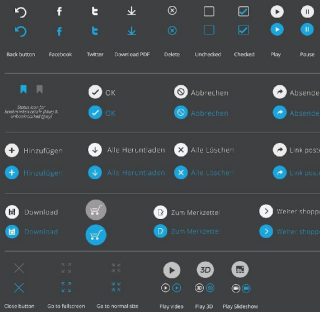 Back button Facebook Twitter Download PDF Delete Unchecked Checked Play Pause
OK Abbrechen Absende
OK Abbrechen Absende
Hinzufügen Alle Herunterladen Alle Löschen Link poste
Hinzufügen Alle Herunterladen Alle Löschen Link poste
Download Zum Merkzettel Weiter shopp
Download Zum Merkzettel Weiter shopp
3D
Close button Go to fullscreen Go to normal size Play video Play 3D Play Slideshow